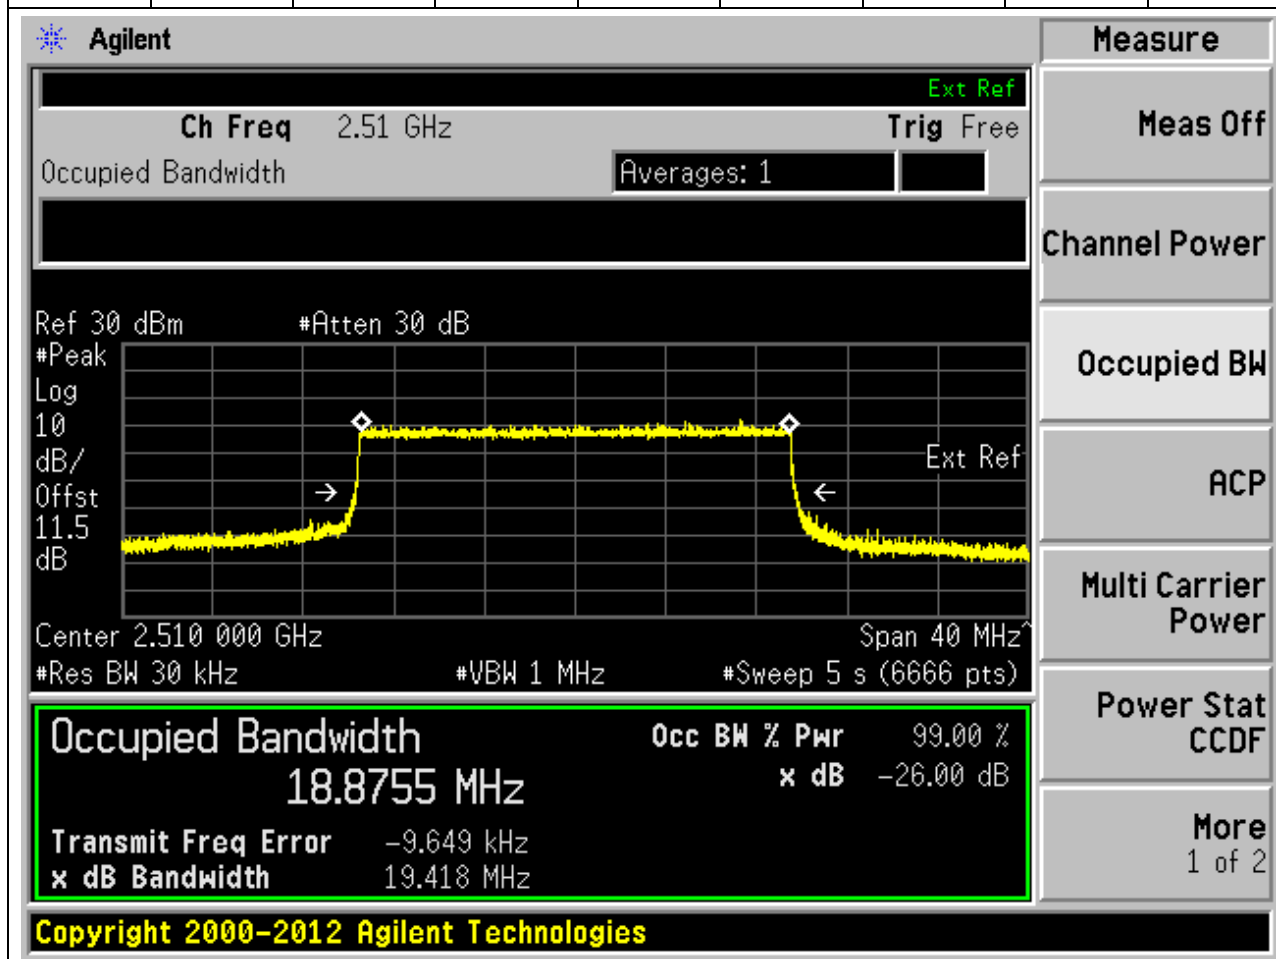 Agilent
Measure
Ext Ref
Ch Freq 2.51 GHz Trig Free
Occupied Bandwidth Averages: 1
Ref 30 dBm #Atten 30 dB
#Peak
Log
10
dB/
Offst
11.5
dB
Ext Ref
Center 2.510 000 GHz Span 40 MHz^
#Res BW 30 kHz #VBW 1 MHz #Sweep 5 s (6666 pts)
Occupied Bandwidth
18.8755 MHz
Occ BW % Pwr 99.00 %
x dB -26.00 dB
Transmit Freq Error -9.649 kHz
x dB Bandwidth 19.418 MHz
Copyright 2000-2012 Agilent Technologies
Meas Off
Channel Power
Occupied BW
ACP
Multi Carrier
Power
Power Stat
CCDF
More
1 of 2